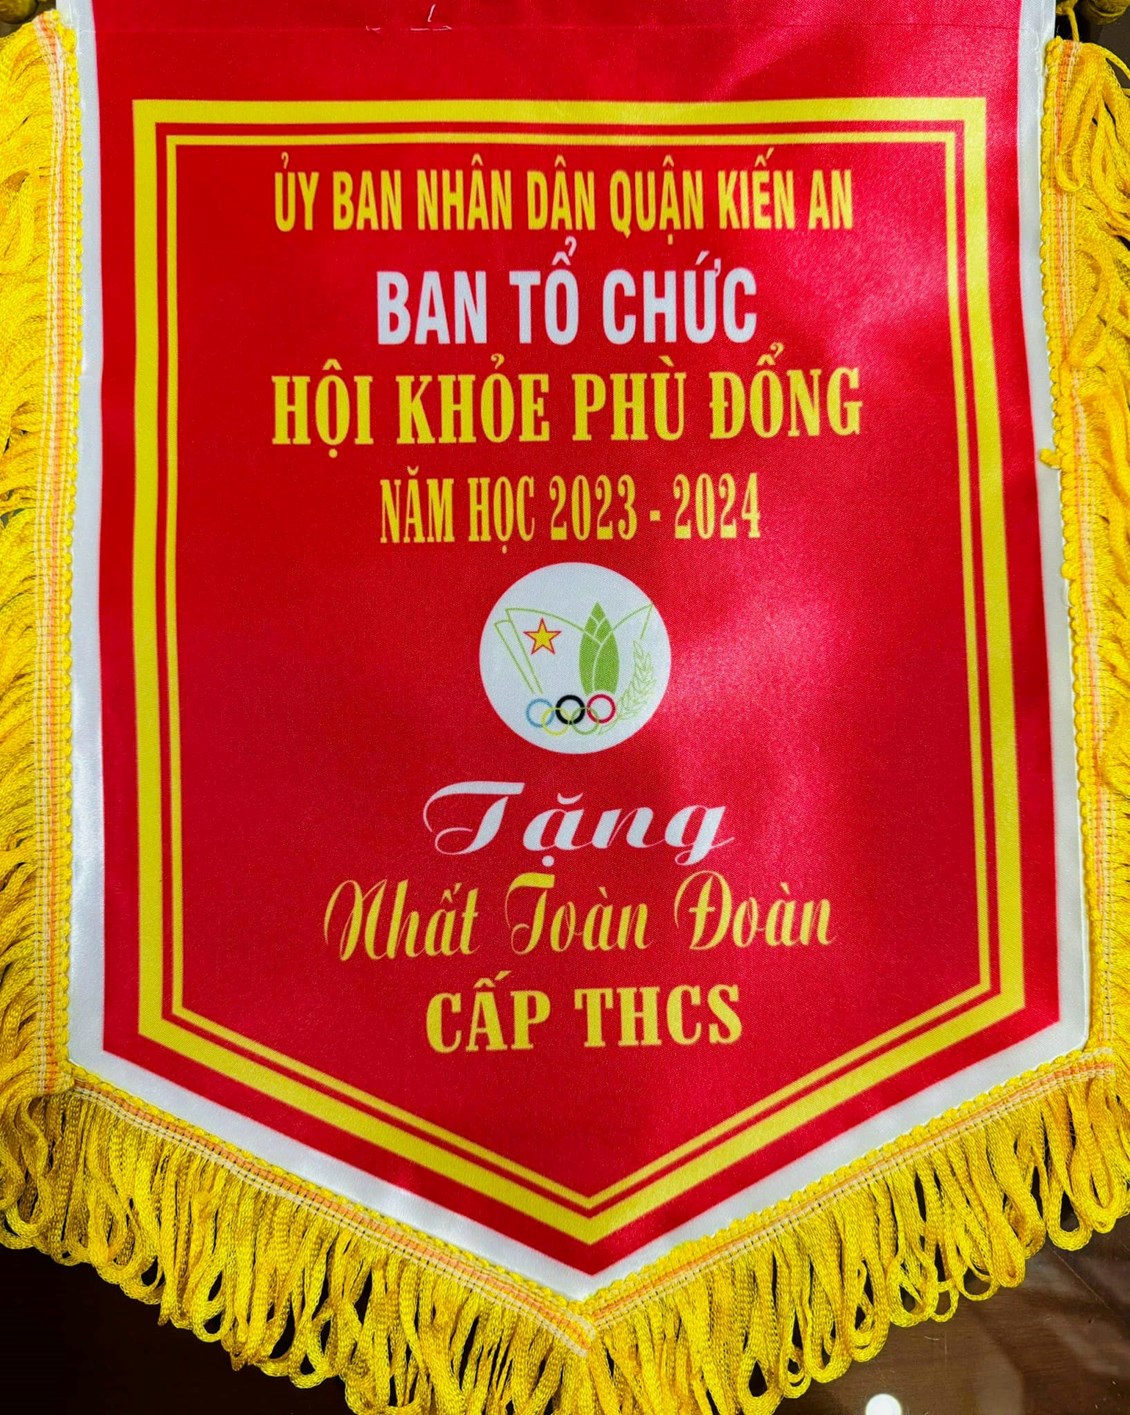 ỦY BAN NHÂN DÂN QUẬN KIẾN AN
BAN TỔ CHỨC
HỘI KHỎE PHÙ ĐỔNG
NĂM HỌC 2023 - 2024
Tặng
Nhất Toàn Đoàn
CẤP THCS